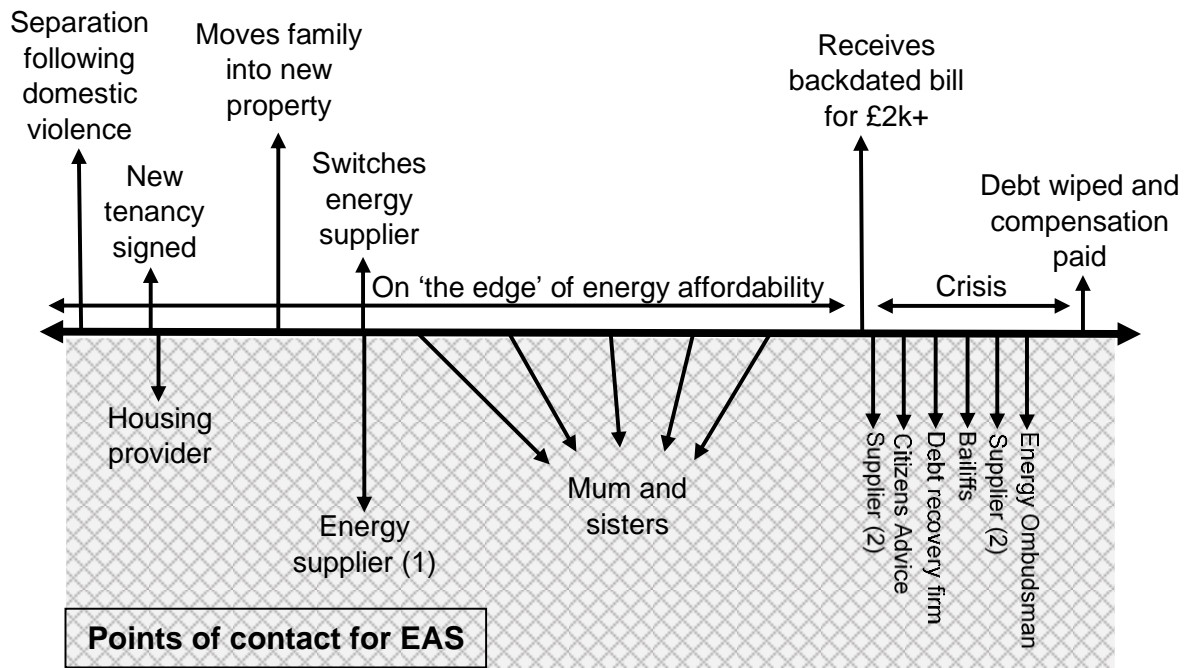 Separation
following
domestic
violence
New
tenancy
signed
Moves family
into new
property
Switches
energy
supplier
Receives
backdated bill
for £2k+
Debt wiped and
compensation
paid
On ‘the edge’ of energy affordability
Crisis
Housing
provider
Energy
supplier (1)
Mum and
sisters
Supplier (2)
Citizens Advice
Debt recovery firm
Bailiffs
Supplier (2)
Energy Ombudsman
Points of contact for EAS